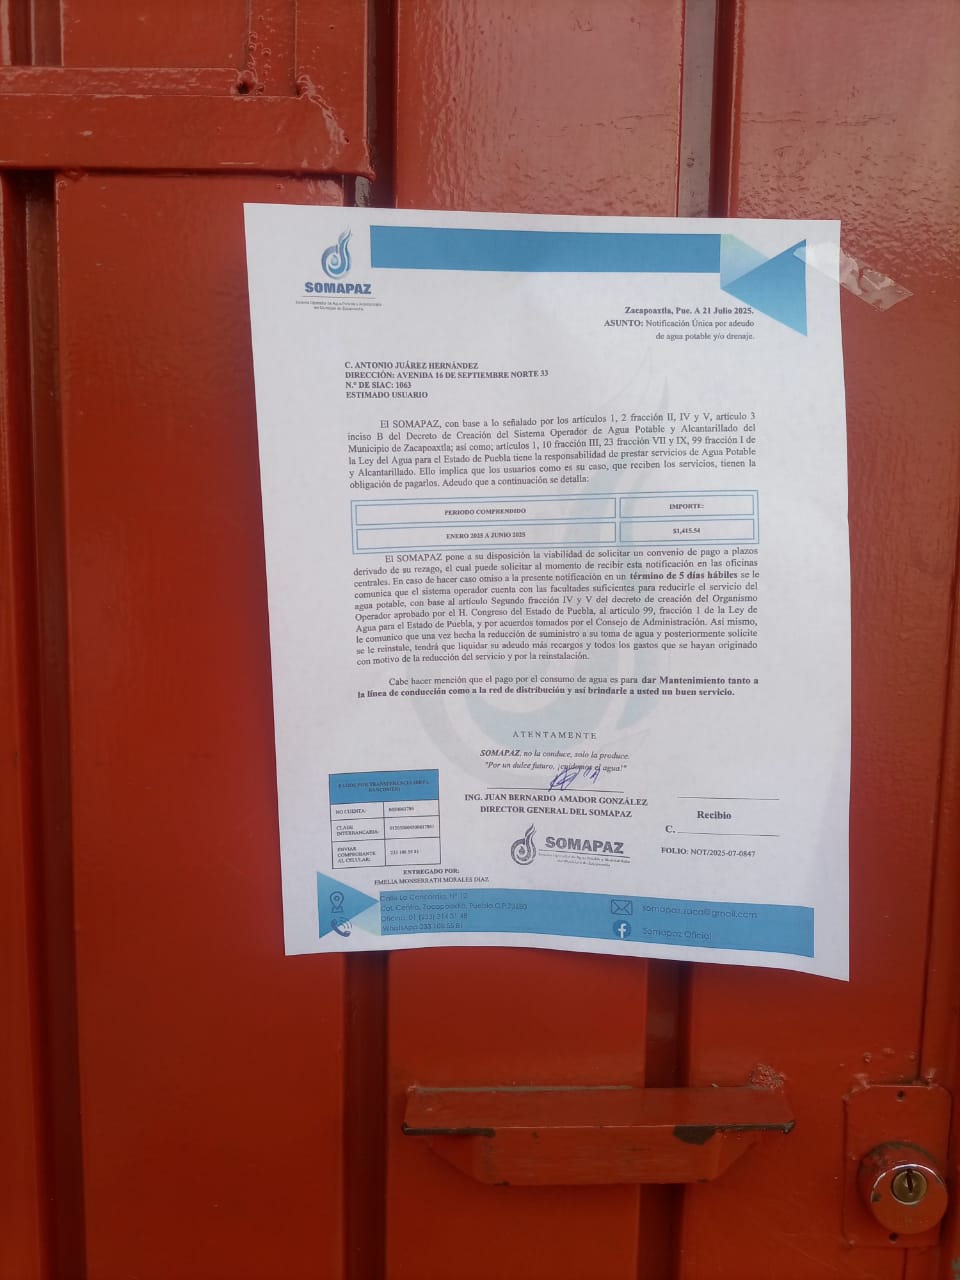 SOMAPAZ
Sistema Operador de Agua Potable y Alcantarillado
del Municipio de Zacapoaxtla
Zacapoaxtla, Pue. A 21 Julio 2025.
ASUNTO: Notificación Única por adeudo
de agua potable y/o drenaje.
C. ANTONIO JUÁREZ HERNÁNDEZ
DIRECCIÓN: AVENIDA 16 DE SEPTIEMBRE NORTE 33
N.° DE SIAC: 1063
ESTIMADO USUARIO
El SOMAPAZ, con base a lo señalado por los artículos 1, 2 fracción II, IV y V, artículo 3
inciso B del Decreto de Creación del Sistema Operador de Agua Potable y Alcantarillado del
Municipio de Zacapoaxtla; así como; artículos 1, 10 fracción III, 23 fracción VII y IX, 99 fracción I de
la Ley del Agua para el Estado de Puebla tiene la responsabilidad de prestar servicios de Agua Potable
y Alcantarillado. Ello implica que los usuarios como es su caso, que reciben los servicios, tienen la
obligación de pagarlos. Adeudo que a continuación se detalla:
PERIODO COMPRENDIDO IMPORTE:
ENERO 2025 A JUNIO 2025 $1,415.54
El SOMAPAZ pone a su disposición la viabilidad de solicitar un convenio de pago a plazos
derivado de su rezago, el cual puede solicitar al momento de recibir esta notificación en las oficinas
centrales. En caso de hacer caso omiso a la presente notificación en un término de 5 días hábiles se le
comunica que el sistema operador cuenta con las facultades suficientes para reducirle el servicio del
agua potable, con base al artículo Segundo fracción IV y V del decreto de creación del Organismo
Operador aprobado por el H. Congreso del Estado de Puebla, al artículo 99, fracción 1 de la Ley de
Agua para el Estado de Puebla, y por acuerdos tomados por el Consejo de Administración. Así mismo,
le comunico que una vez hecha la reducción de suministro a su toma de agua y posteriormente solicite
se le reinstale, tendrá que liquidar su adeudo más recargos y todos los gastos que se hayan originado
con motivo de la reducción del servicio y por la reinstalación.
Cabe hacer mención que el pago por el consumo de agua es para dar Mantenimiento tanto a
la línea de conducción como a la red de distribución y así brindarle a usted un buen servicio.
ATENTAMENTE
SOMAPAZ, no la conduce, solo la produce.
"Por un dulce futuro, ¡cuidemos el agua!"
ING. JUAN BERNARDO AMADOR GONZÁLEZ
DIRECTOR GENERAL DEL SOMAPAZ
SOMAPAZ
Sistema Operador de Agua Potable y Alcantarillado
del Municipio de Zacapoaxtla
Recibio
C.
FOLIO: NOT/2025-07-0847
PAGOS POR TRANSFERENCIA
BANCOMER)
NO CUENTA:
CLABE
INTERBANCARIA:
ENVIAR
COMPROBANTE
AL CELULAR: 233 100 55 81
ENTREGADO POR:
EMELIA MONSERRATH MORALES DIAZ
Calle La Concordia, N° 12
Col. Centro, Zacapoaxtla, Puebla C.P.73680
Oficina: 01 (233) 314 31 48
WhatsApp 233 100 55 81
somapaz.zaca@gmail.com
Somapaz Oficial